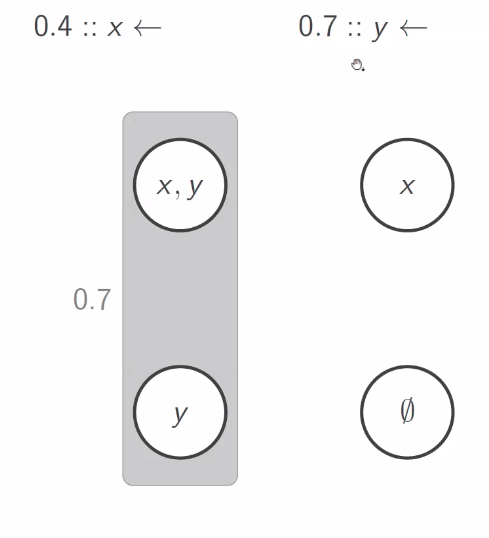 0.4 :: x ← 0.7 :: y ←
x, y x
0.7
y ∅